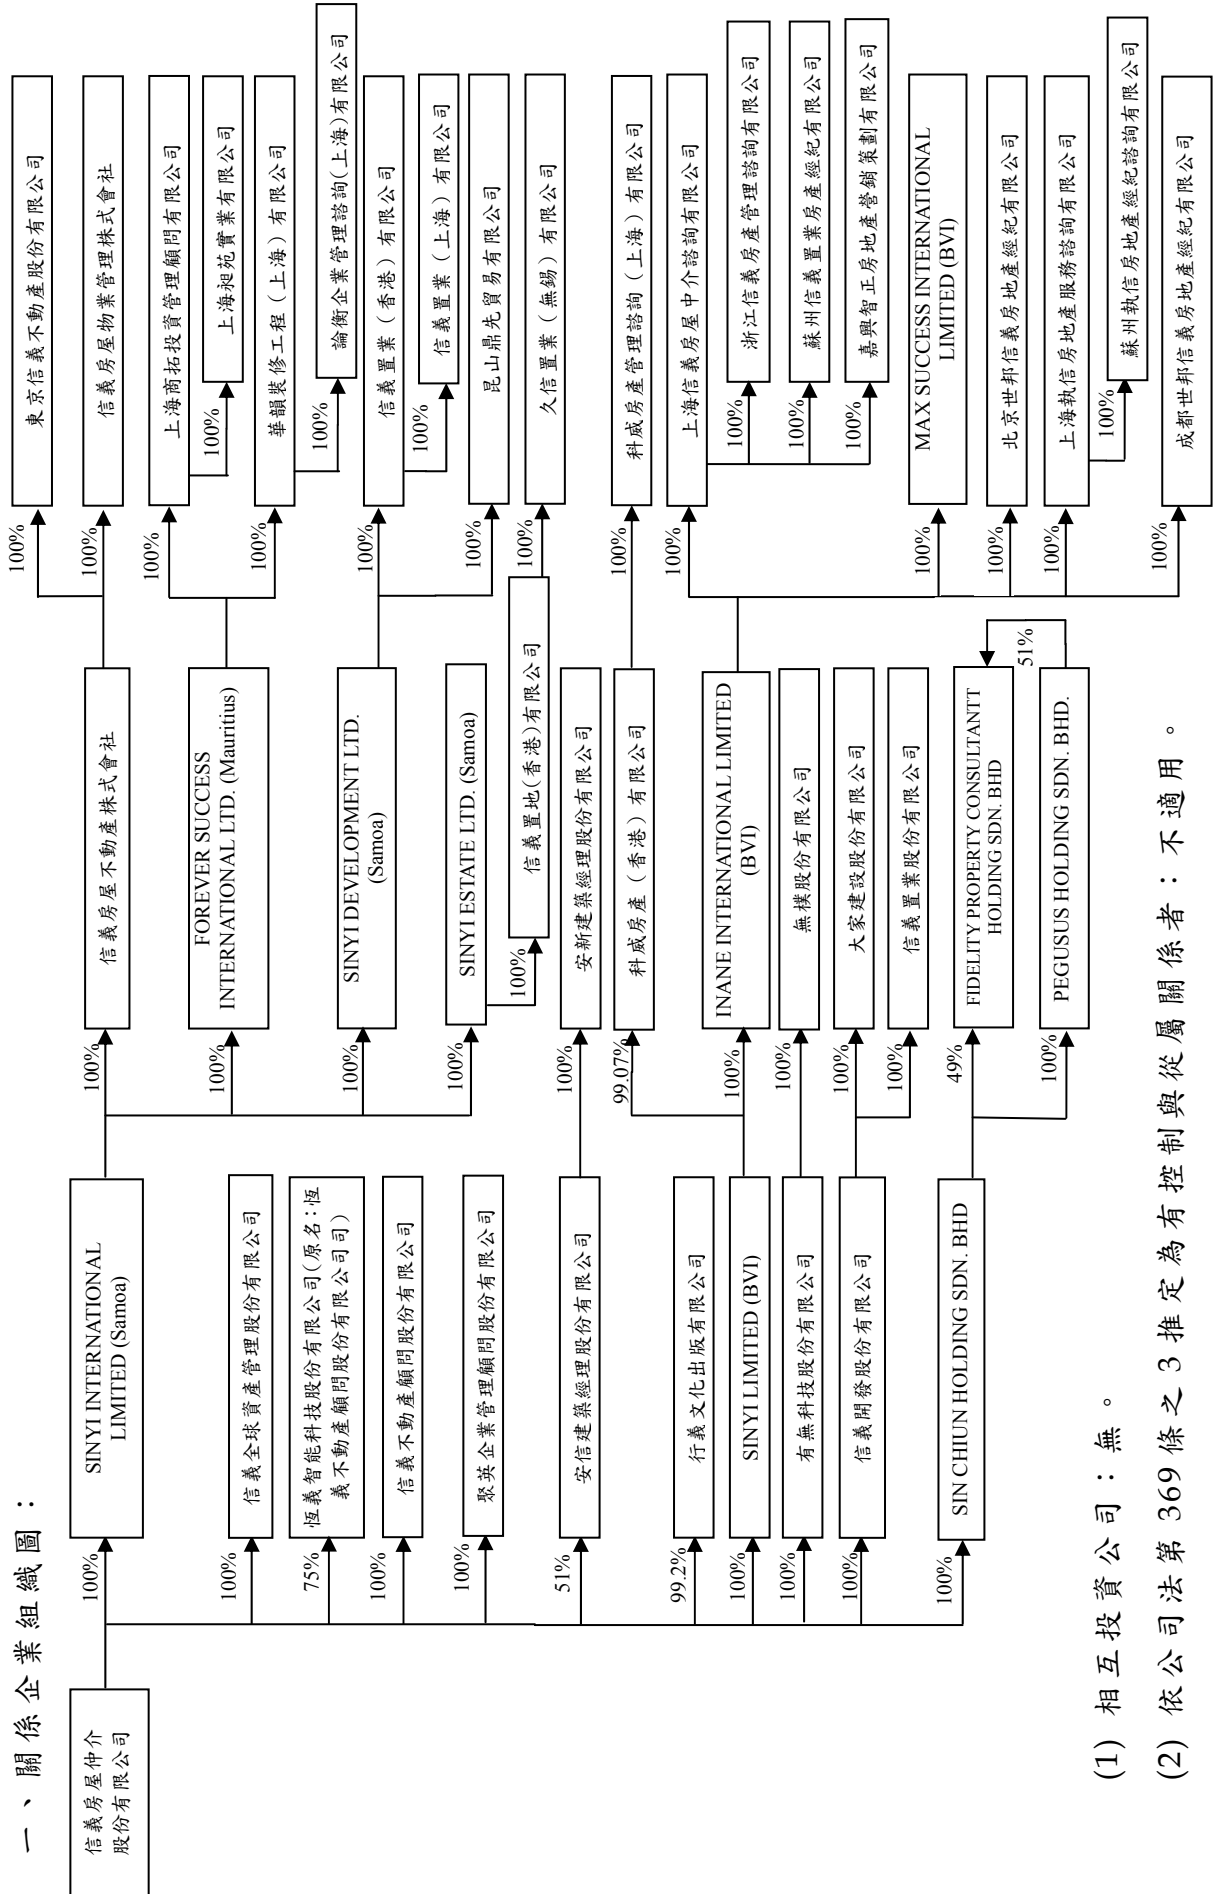 一、關係企業組織圖：
信義房屋仲介
股份有限公司
100%
SINYI INTERNATIONAL
LIMITED (Samoa)
100%
信義全球資產管理股份有限公司
75%
恆義智能科技股份有限公司(原名：恆
義不動產顧問股份有限公司司)
100%
信義不動產顧問股份有限公司
100%
聚英企業管理顧問股份有限公司
51%
安信建築經理股份有限公司
99.2%
行義文化出版有限公司
100%
SINYI LIMITED (BVI)
100%
有無科技股份有限公司
100%
信義開發股份有限公司
100%
SIN CHIUN HOLDING SDN. BHD
100%
信義房屋不動產株式會社
100%
FOREVER SUCCESS
INTERNATIONAL LTD. (Mauritius)
100%
SINYI DEVELOPMENT LTD.
(Samoa)
100%
SINYI ESTATE LTD. (Samoa)
100%
信義置地(香港)有限公司
100%
安新建築經理股份有限公司
99.07%
科威房產（香港）有限公司
100%
INANE INTERNATIONAL LIMITED
(BVI)
100%
無樸股份有限公司
100%
大家建設股份有限公司
100%
信義置業股份有限公司
49%
FIDELITY PROPERTY CONSULTANTT
HOLDING SDN. BHD
51%
100%
PEGUSUS HOLDING SDN. BHD.
100%
東京信義不動產股份有限公司
100%
信義房屋物業管理株式會社
100%
上海商拓投資管理顧問有限公司
100%
上海昶苑實業有限公司
100%
華韻裝修工程（上海）有限公司
100%
論衡企業管理諮詢(上海)有限公司
100%
信義置業（香港）有限公司
100%
信義置業（上海）有限公司
100%
昆山鼎先貿易有限公司
100%
久信置業（無錫）有限公司
100%
科威房產管理諮詢（上海）有限公司
100%
上海信義房屋中介諮詢有限公司
100%
浙江信義房產管理諮詢有限公司
100%
蘇州信義置業房產經紀有限公司
100%
嘉興智正房地產營銷策劃有限公司
100%
MAX SUCCESS INTERNATIONAL
LIMITED (BVI)
100%
北京世邦信義房地產經紀有限公司
100%
上海執信房地產服務諮詢有限公司
100%
蘇州執信房地產經紀諮詢有限公司
100%
成都世邦信義房地產經紀有限公司
(1) 相互投資公司：無。
(2) 依公司法第 369 條之 3 推定為有控制與從屬關係者：不適用。